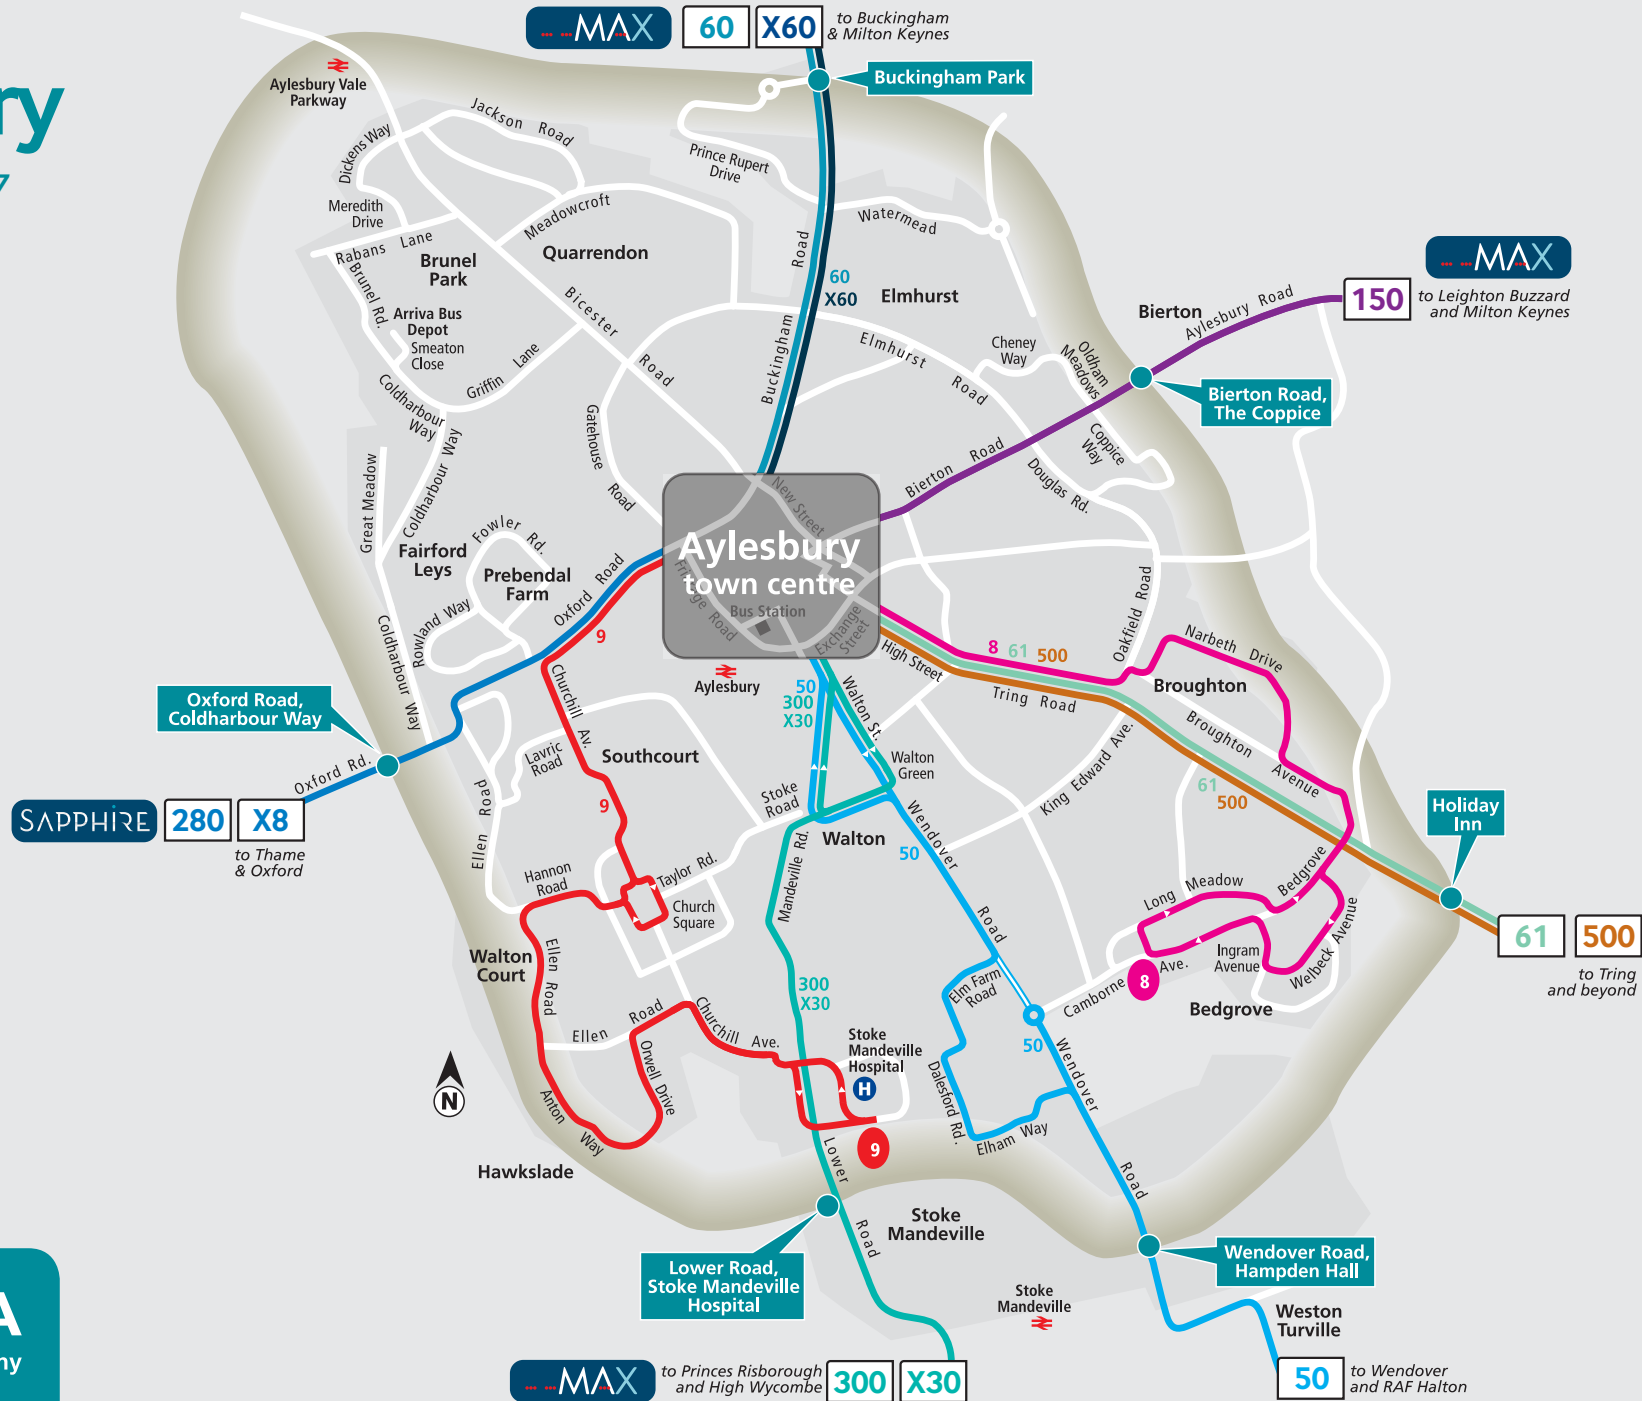 ry
7
MAX
60
X60
to Buckingham
& Milton Keynes
Buckingham Park
Aylesbury Vale
Parkway
Jackson Road
Dickens Way
Prince Rupert
Drive
Meredith
Drive
Meadowcroft
Watermead
Rabans Lane
Brunel
Park
Quarrendon
Brunel Rd.
Buckingham Road
60
X60
Elmhurst
MAX
150
to Leighton Buzzard
and Milton Keynes
Bierton
Aylesbury Road
Bicester Road
Arriva Bus
Depot
Smeaton
Close
Griffin Lane
Coldharbour
Way
Elmhurst Road
Cheney
Way
Oldham
Meadows
Bierton Road,
The Coppice
Gatehouse Road
Coppice
Way
Great Meadow
Coldharbour Way
Bierton Road
Douglas Rd.
New Street
Fowler Rd.
Fairford
Leys
Prebendal
Farm
Oxford Road
Aylesbury
town centre
Bus Station
Friarage Road
Exchange
Street
Rowland Way
9
Coldharbour Way
Oakfield Road
Narbeth Drive
High Street
8
61
500
Tring Road
Broughton
Aylesbury
50
300
X30
Walton St.
Oxford Road,
Coldharbour Way
Churchill Av.
Lavric
Road
Southcourt
Walton
Green
Broughton Avenue
King Edward Ave.
61
500
Oxford Rd.
SAPPHIRE
280
X8
to Thame
& Oxford
Ellen Road
9
Stoke
Road
Walton
Wendover Road
50
Holiday
Inn
Hannon
Road
Taylor Rd.
Church
Square
Mandeville Rd.
Long Meadow
Bedgrove
61
500
to Tring
and beyond
Walton
Court
Ellen Road
Ingram
Avenue
Welbeck Avenue
Camborne Ave.
8
Bedgrove
Elm Farm
Road
300
X30
Ellen Road
Churchill Ave.
Stoke
Mandeville
Hospital
H
50
Wendover Road
Orwell Drive
Dalesford Rd.
N
Anton Way
Elham Way
9
Hawkslade
Lower Road
Stoke
Mandeville
Lower Road,
Stoke Mandeville
Hospital
Wendover Road,
Hampden Hall
Stoke
Mandeville
Weston
Turville
A
ny
MAX
to Princes Risborough
and High Wycombe
300
X30
50
to Wendover
and RAF Halton